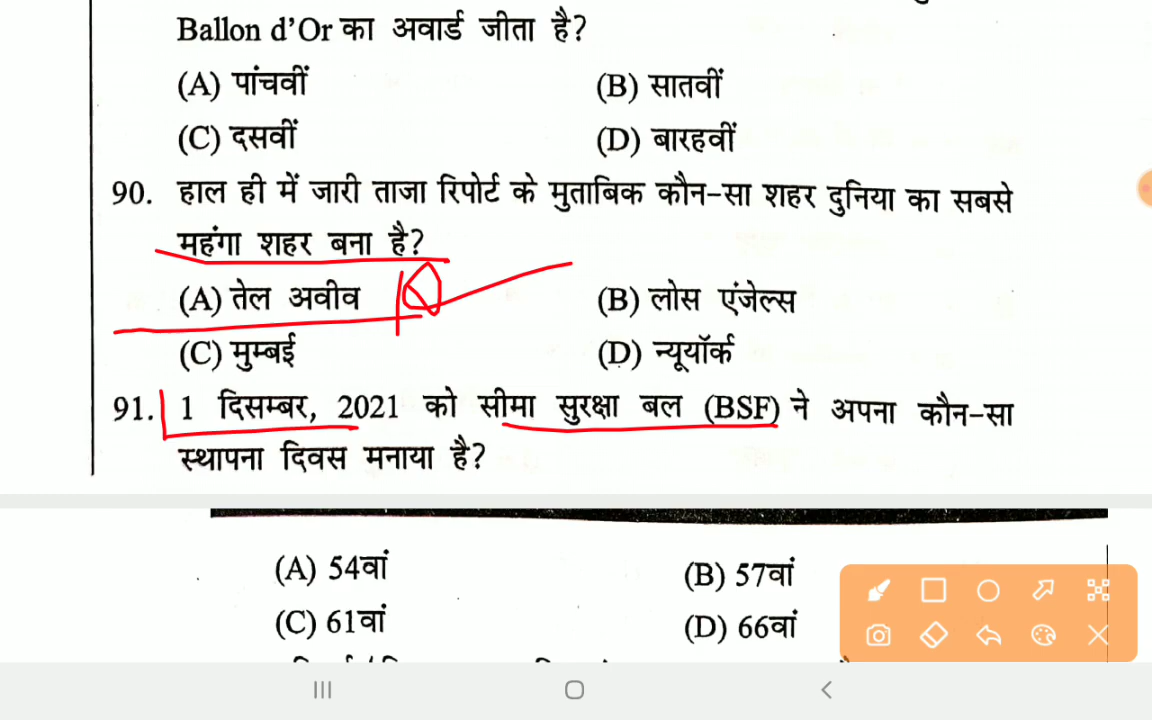 Ballon d'Or का अवार्ड जीता है?
(A) पांचवीं (B) सातवीं
(C) दसवीं (D) बारहवीं
90. हाल ही में जारी ताजा रिपोर्ट के मुताबिक कौन-सा शहर दुनिया का सबसे
महंगा शहर बना है?
(A) तेल अवीव (B) लोस एंजेल्स
(C) मुम्बई (D) न्यूयॉर्क
91. 1 दिसम्बर, 2021 को सीमा सुरक्षा बल (BSF) ने अपना कौन-सा
स्थापना दिवस मनाया है?
(A) 54वां (B) 57वां
(C) 61वां (D) 66वां